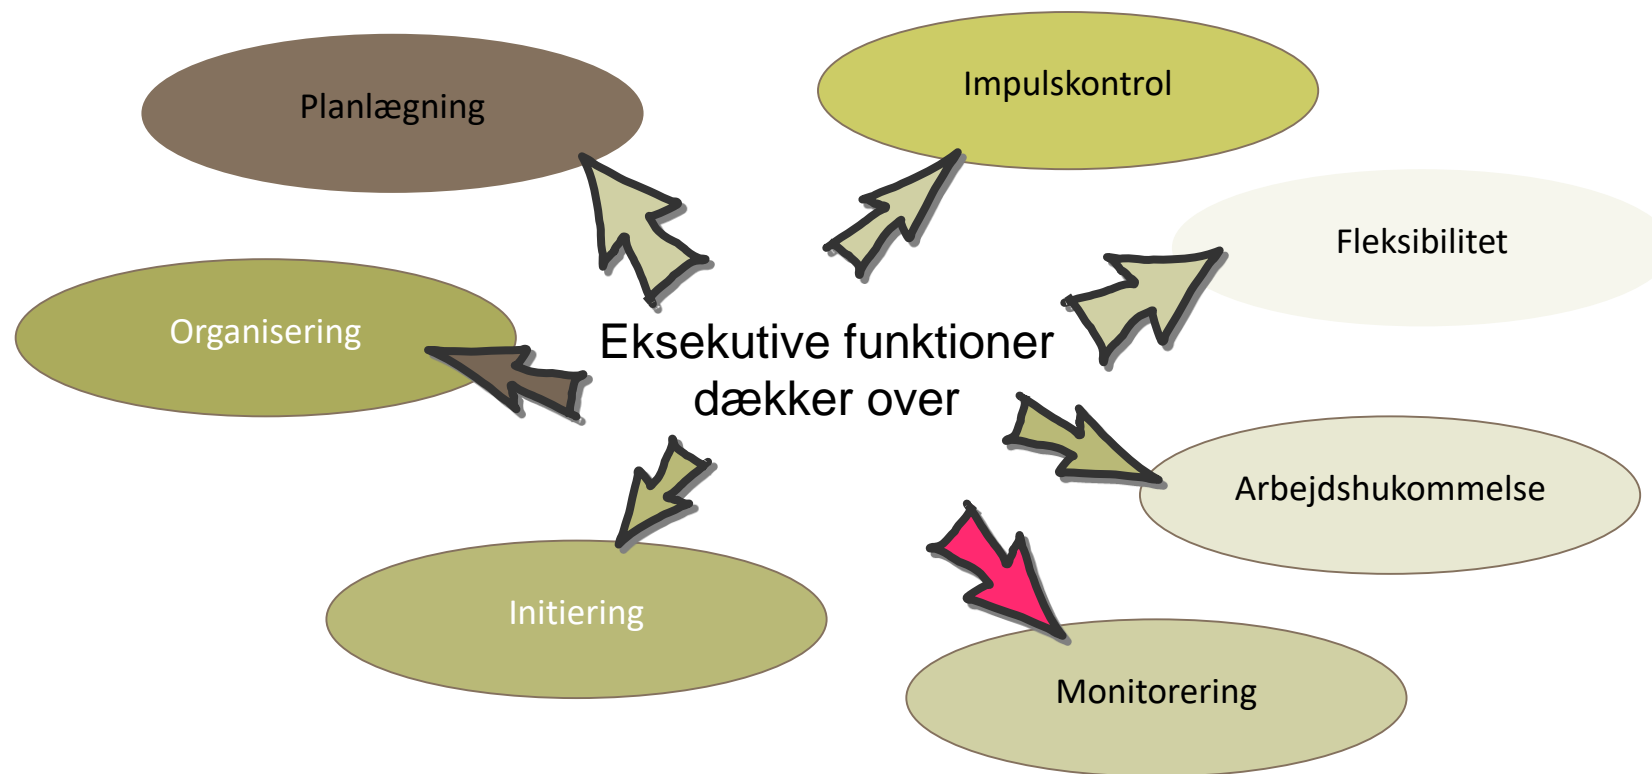 Planlægning
Impulskontrol
Fleksibilitet
Organisering
Eksekutive funktioner
dækker over
Arbejdshukommelse
Initiering
Monitorering